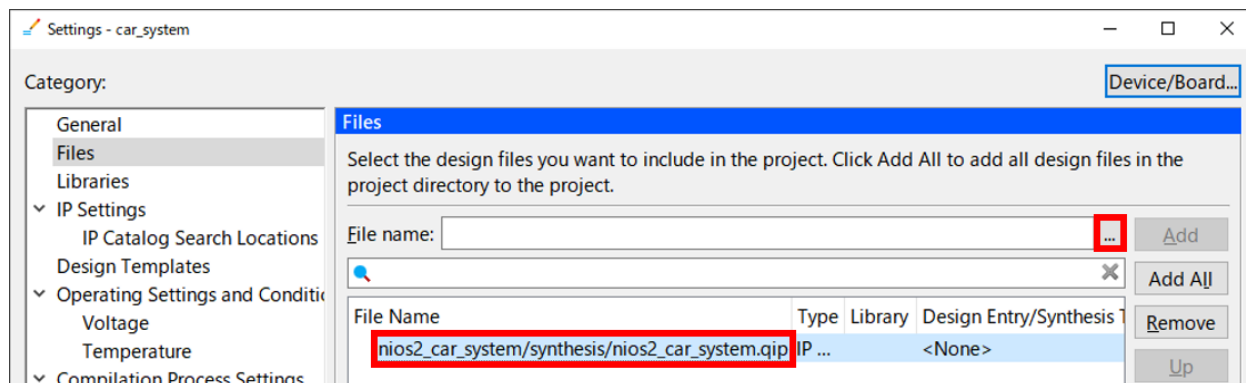 Settings - car_system
Category:
Device/Board...
General
Files
Libraries
IP Settings
IP Catalog Search Locations
Design Templates
Operating Settings and Conditic
Voltage
Temperature
Compilation Process Settings
Files
Select the design files you want to include in the project. Click Add All to add all design files in the
project directory to the project.
File name:
...
Add
Add All
File Name Type Library Design Entry/Synthesis T
Remove
nios2_car_system/synthesis/nios2_car_system.qip IP ... <None>
Up